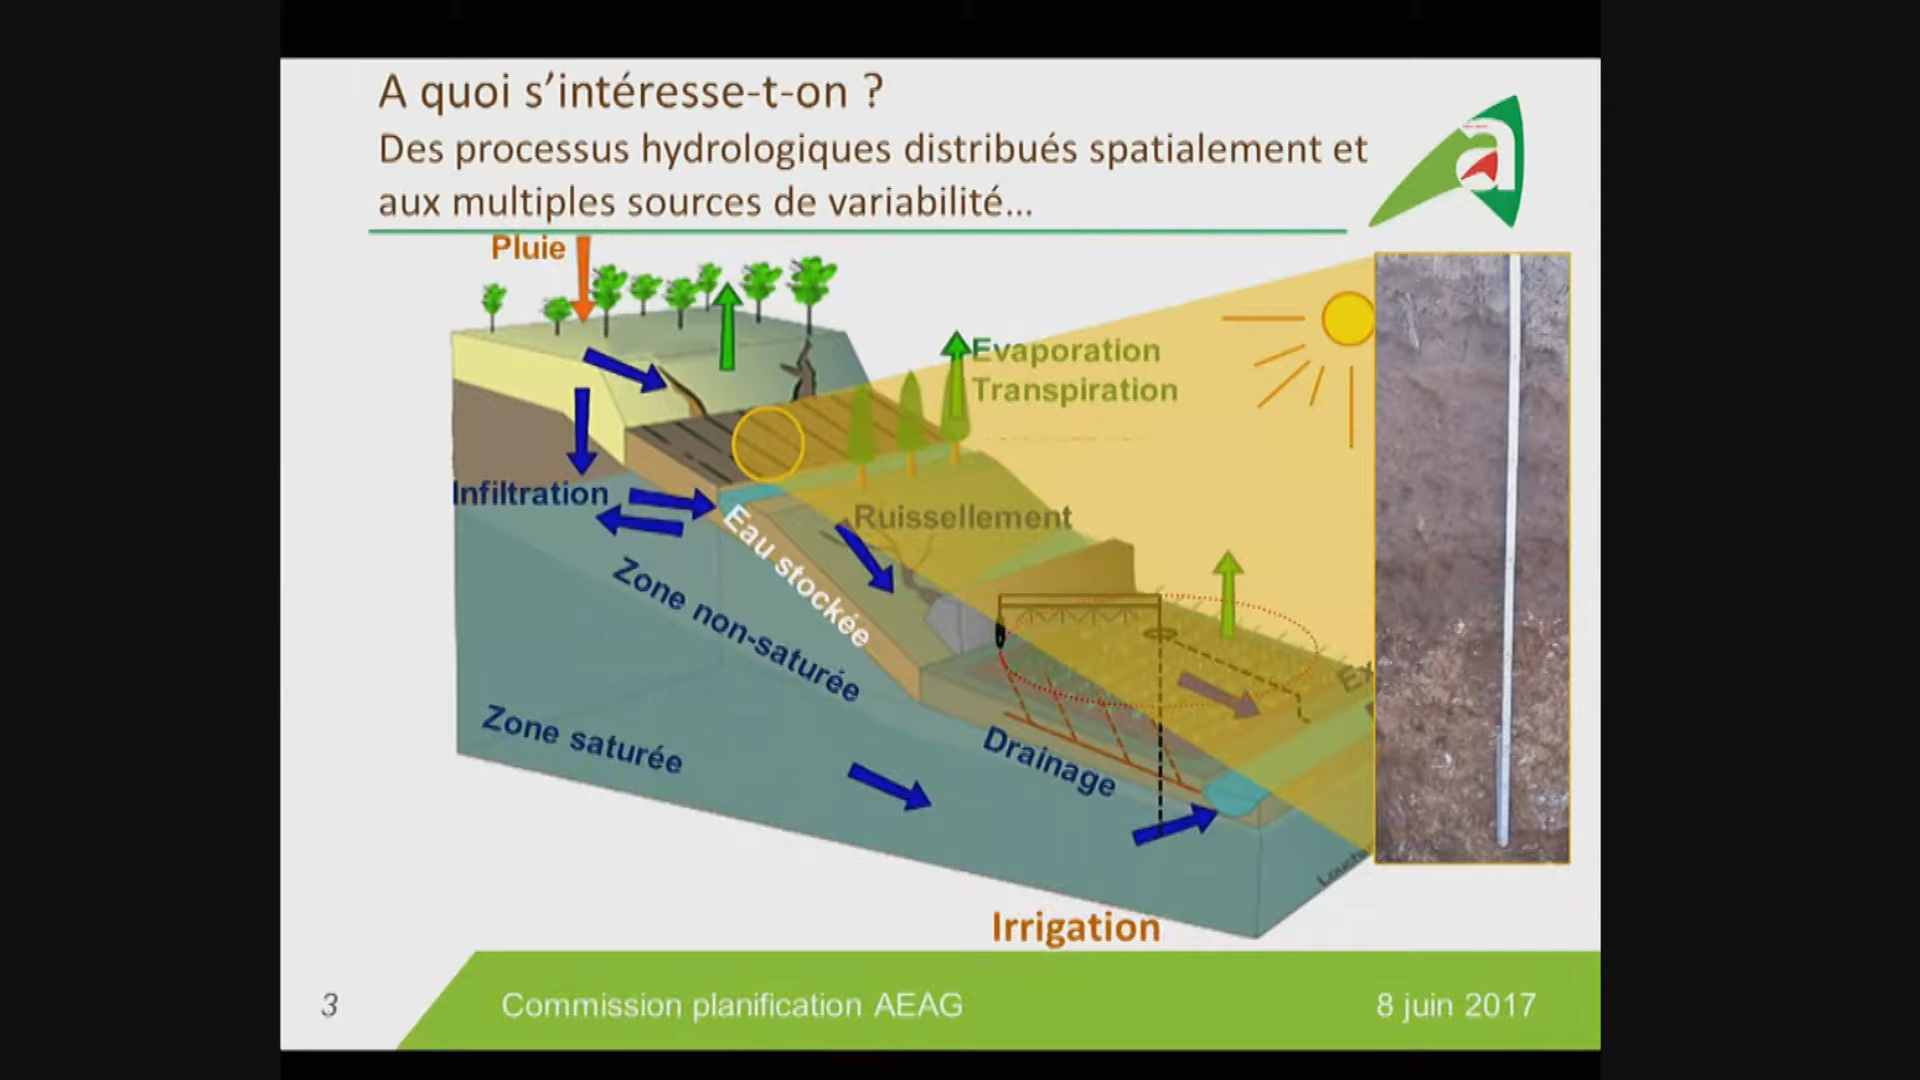 A quoi s’intéresse-t-on ?
Des processus hydrologiques distribués spatialement et
aux multiples sources de variabilité...
Pluie
Evaporation
Transpiration
Infiltration
Ruissellement
Eau stockée
Zone non-saturée
Zone saturée
Drainage
Irrigation
3
Commission planification AEAG
8 juin 2017